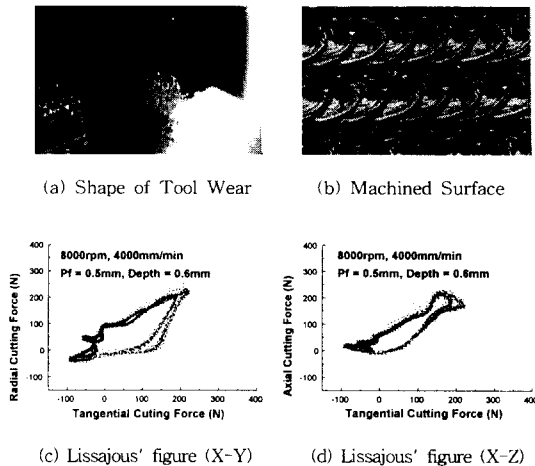 (a) Shape of Tool Wear
(b) Machined Surface
400
300
200
100
0
-100
Radial Cutting Force (N)
8000rpm, 4000mm/min
Pf = 0.5mm, Depth = 0.6mm
-100 0 100 200 300 400
Tangential Cuting Force (N)
400
300
200
100
0
-100
Axial Cutting Force (N)
8000rpm, 4000mm/min
Pf = 0.5mm, Depth = 0.6mm
-100 0 100 200 300 400
Tangential Cutting Force (N)
(c) Lissajous' figure (X-Y)
(d) Lissajous' figure (X-Z)